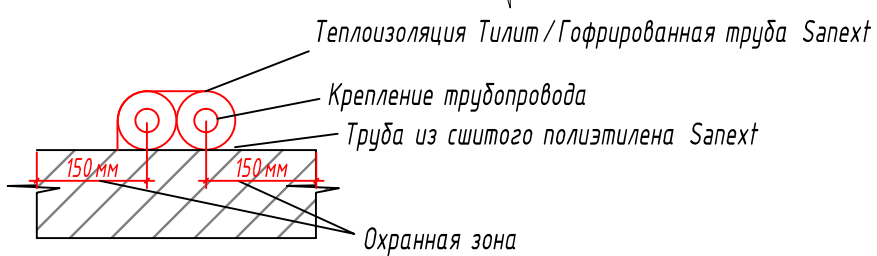 Теплоизоляция Тилит/Гофрированная труба Sanext
Крепление трубопровода
Труба из сшитого полиэтилена Sanext
150 мм 150 мм
Охранная зона